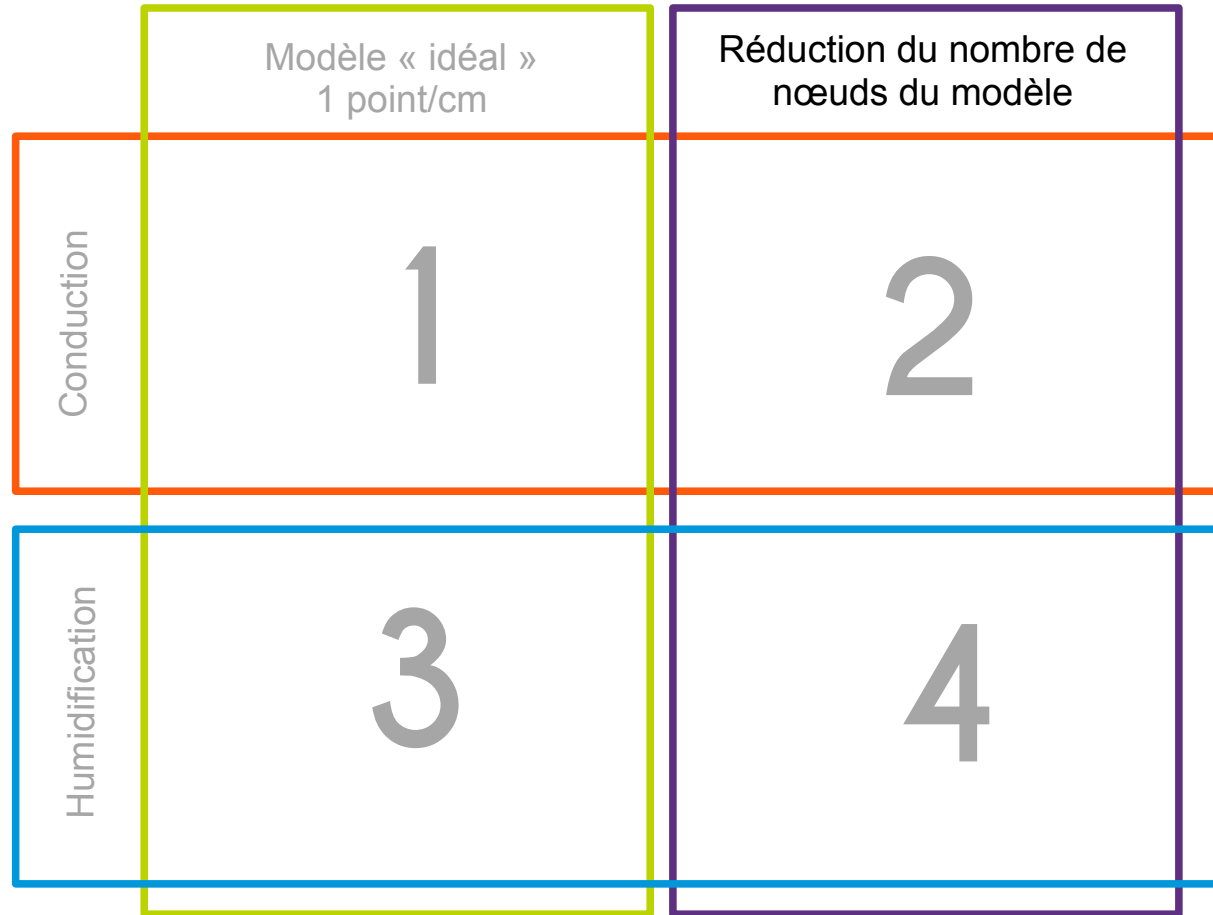 Modèle « idéal »
1 point/cm
Réduction du nombre de
nœuds du modèle
Conduction
1
2
Humidification
3
4